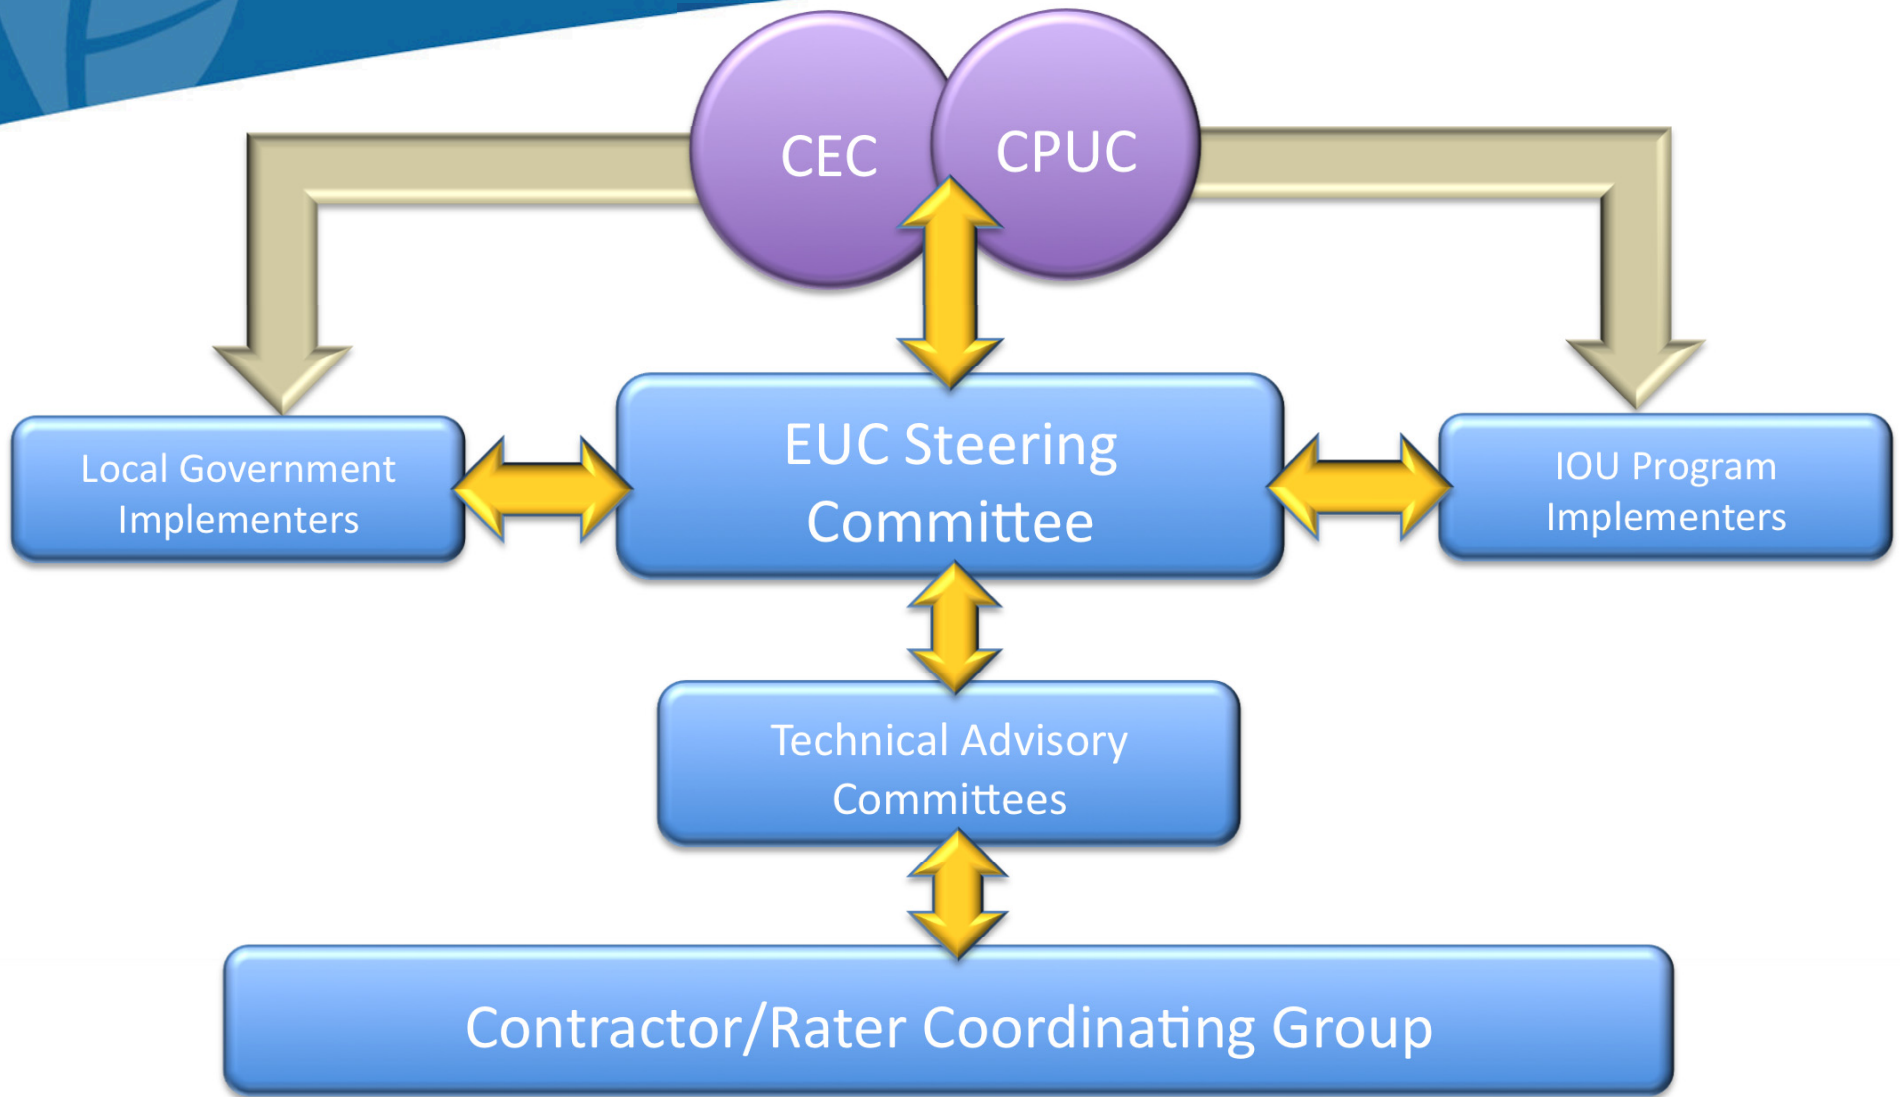 CEC
CPUC
EUC Steering
Committee
Local Government
Implementers
IOU Program
Implementers
Technical Advisory
Committees
Contractor/Rater Coordinating Group